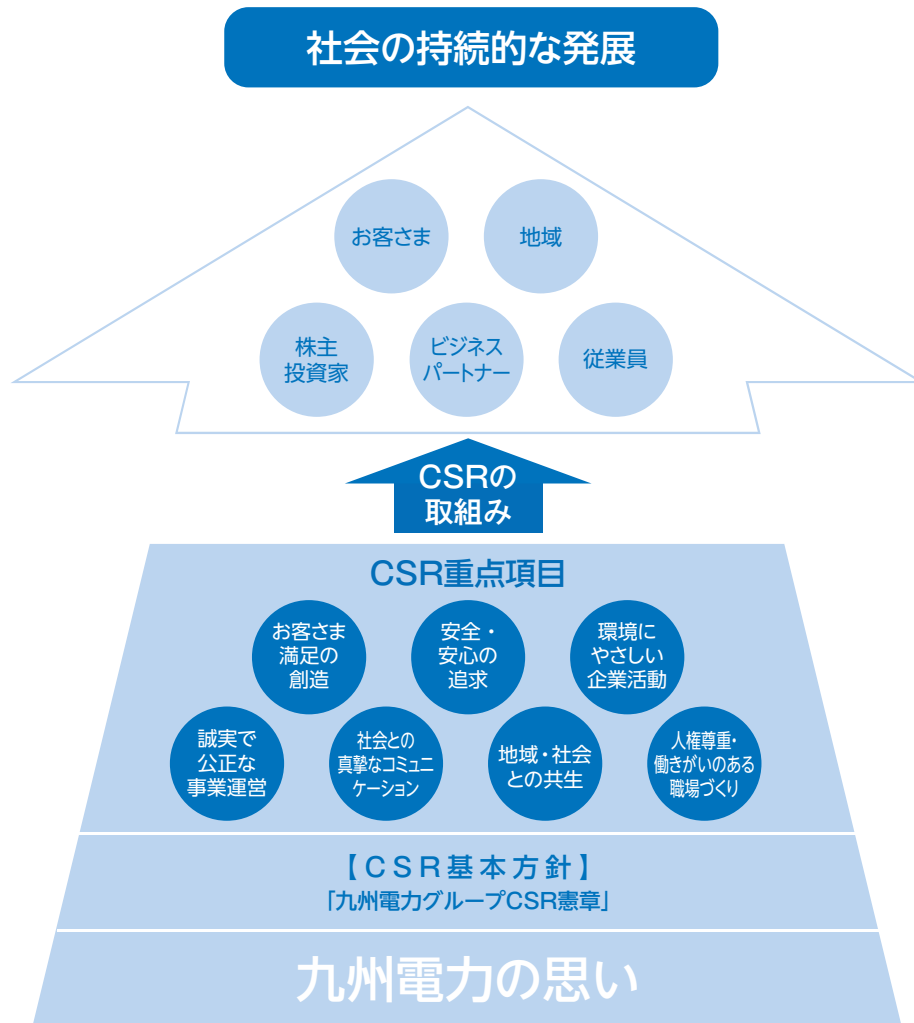 社会の持続的な発展
お客さま
地域
株主
投資家
ビジネス
パートナー
従業員
CSRの
取組み
CSR重点項目
お客さま
満足の
創造
安全・
安心の
追求
環境に
やさしい
企業活動
誠実で
公正な
事業運営
社会との
真摯なコミュニ
ケーション
地域・社会
との共生
人権尊重・
働きがいのある
職場づくり
【CSR基本方針】
「九州電力グループCSR憲章」
九州電力の思い